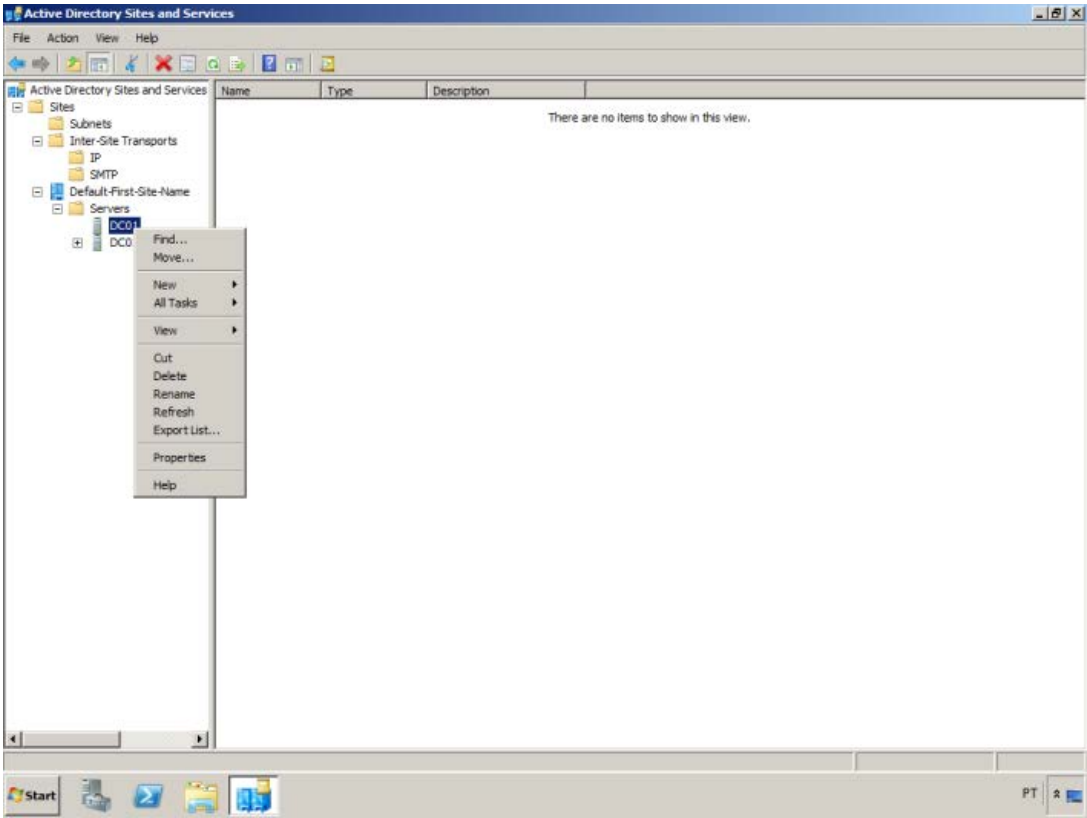 Active Directory Sites and Services
File Action View Help
Active Directory Sites and Services
Name Type Description
There are no items to show in this view.
Sites
Subnets
Inter-Site Transports
IP
SMTP
Default-First-Site-Name
Servers
DC01
DC0
Find...
Move...
New
All Tasks
View
Cut
Delete
Rename
Refresh
Export List...
Properties
Help
Start
PT